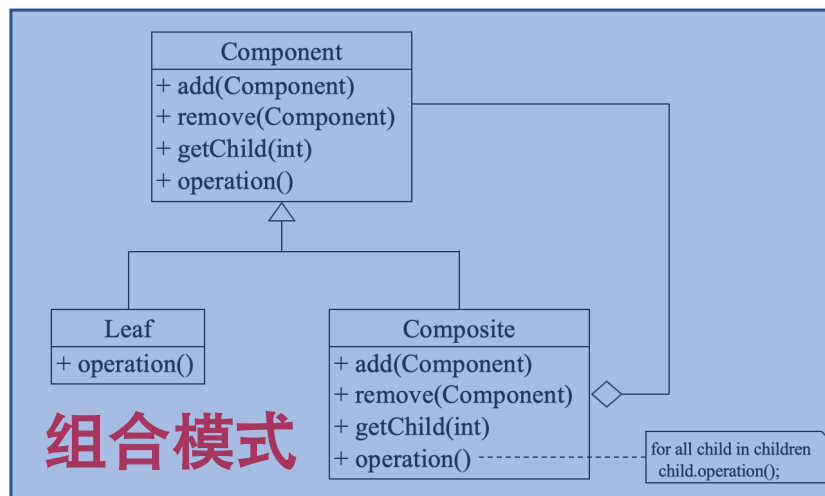 Component
+ add(Component)
+ remove(Component)
+ getChild(int)
+ operation()
Leaf
+ operation()
Composite
+ add(Component)
+ remove(Component)
+ getChild(int)
+ operation()
组合模式
for all child in children
child.operation();